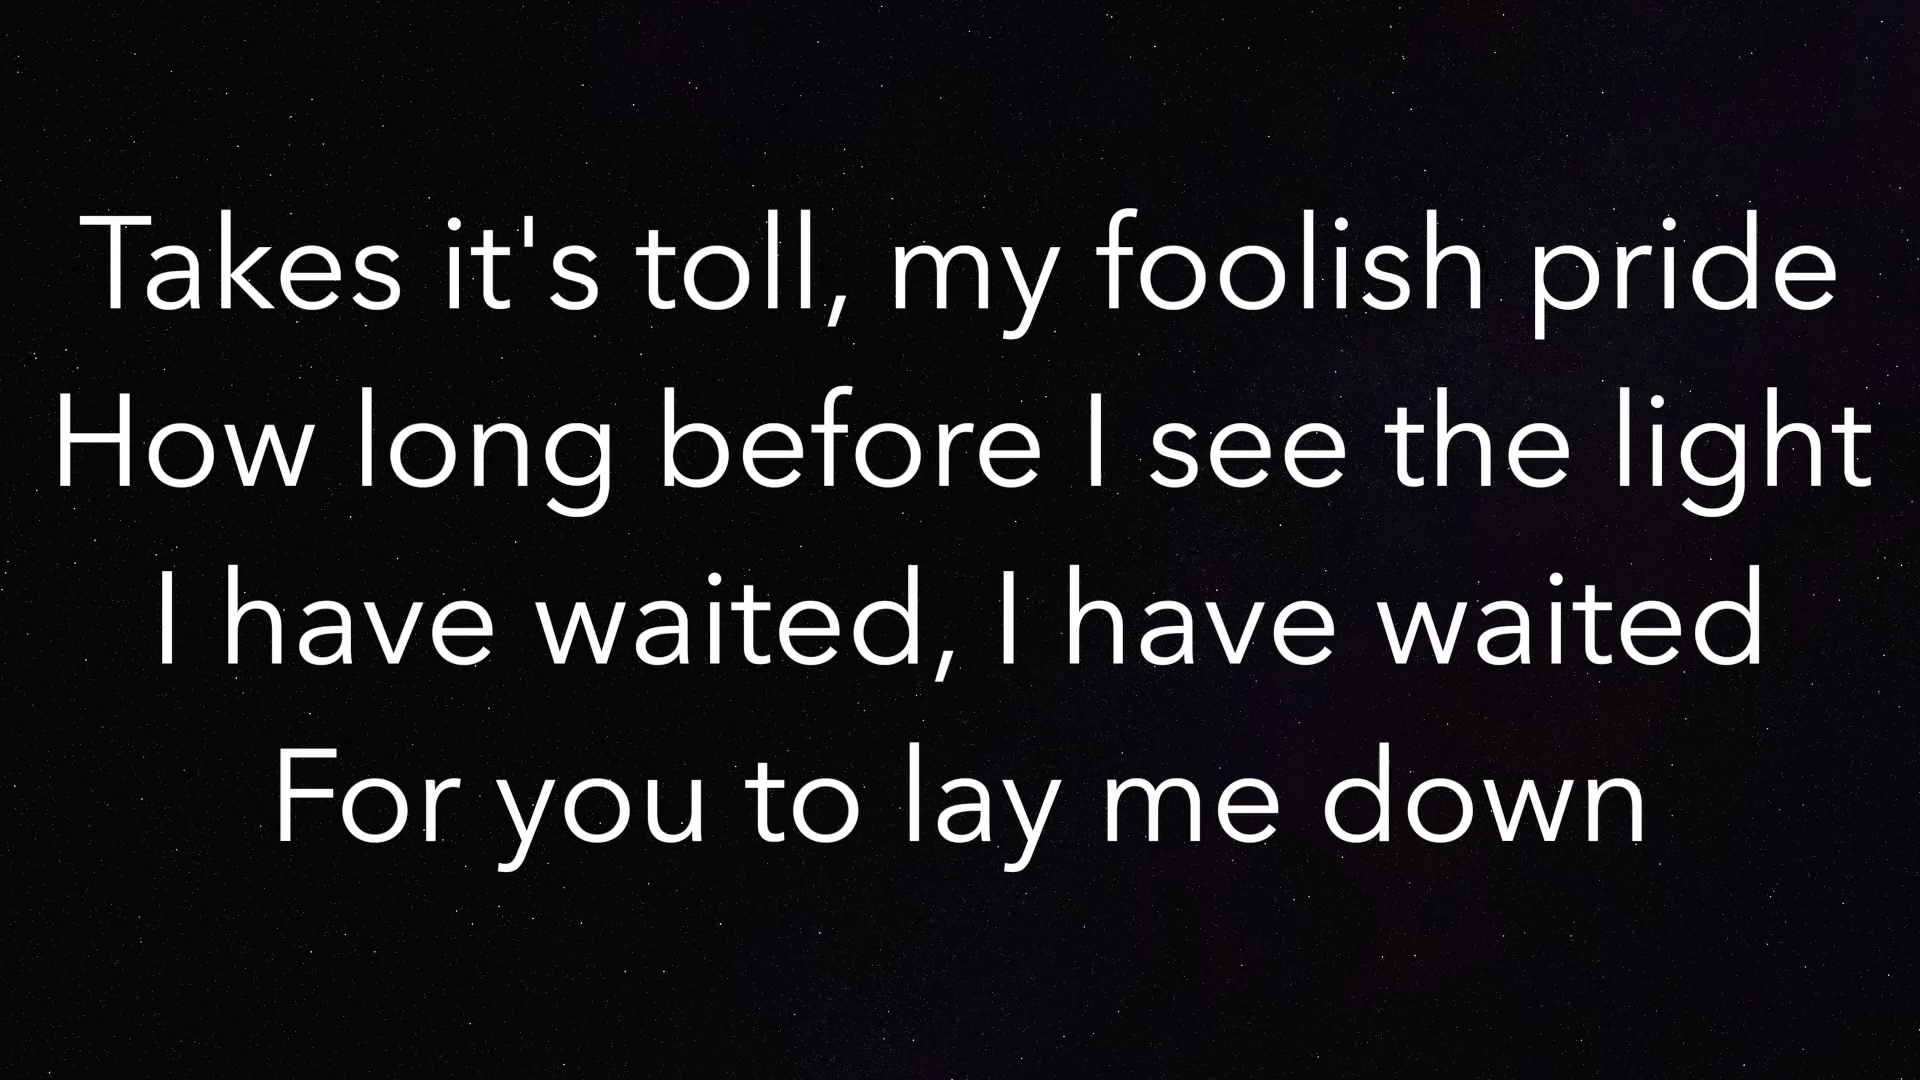 Takes it's toll, my foolish pride
How long before I see the light
I have waited, I have waited
For you to lay me down